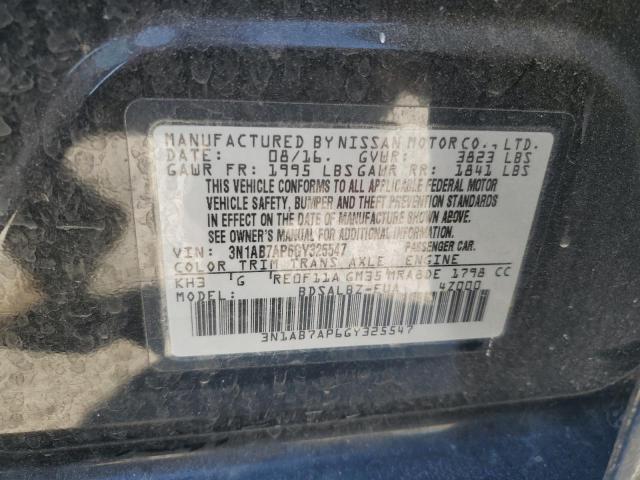 MANUFACTURED BY NISSAN MOTOR CO., LTD.
DATE: 08/16. GVWR: 3823 LBS
GAWR FR: 1995 LBS GAWR RR: 1841 LBS
THIS VEHICLE CONFORMS TO ALL APPLICABLE FEDERAL MOTOR
VEHICLE SAFETY, BUMPER AND THEFT PREVENTION STANDARDS
IN EFFECT ON THE DATE OF MANUFACTURE SHOWN ABOVE.
SEE OWNER'S MANUAL FOR ADDITIONAL INFORMATION.
VIN: 3N1AB7AP6GY325547 PASSENGER CAR.
COLOR TRIM TRANS AXLE ENGINE
KH3 G RE0F11A GM35 MRA8DE 1798 CC
MODEL: BDSALBZ-EUA 4Z000
3N1AB7AP6GY325547